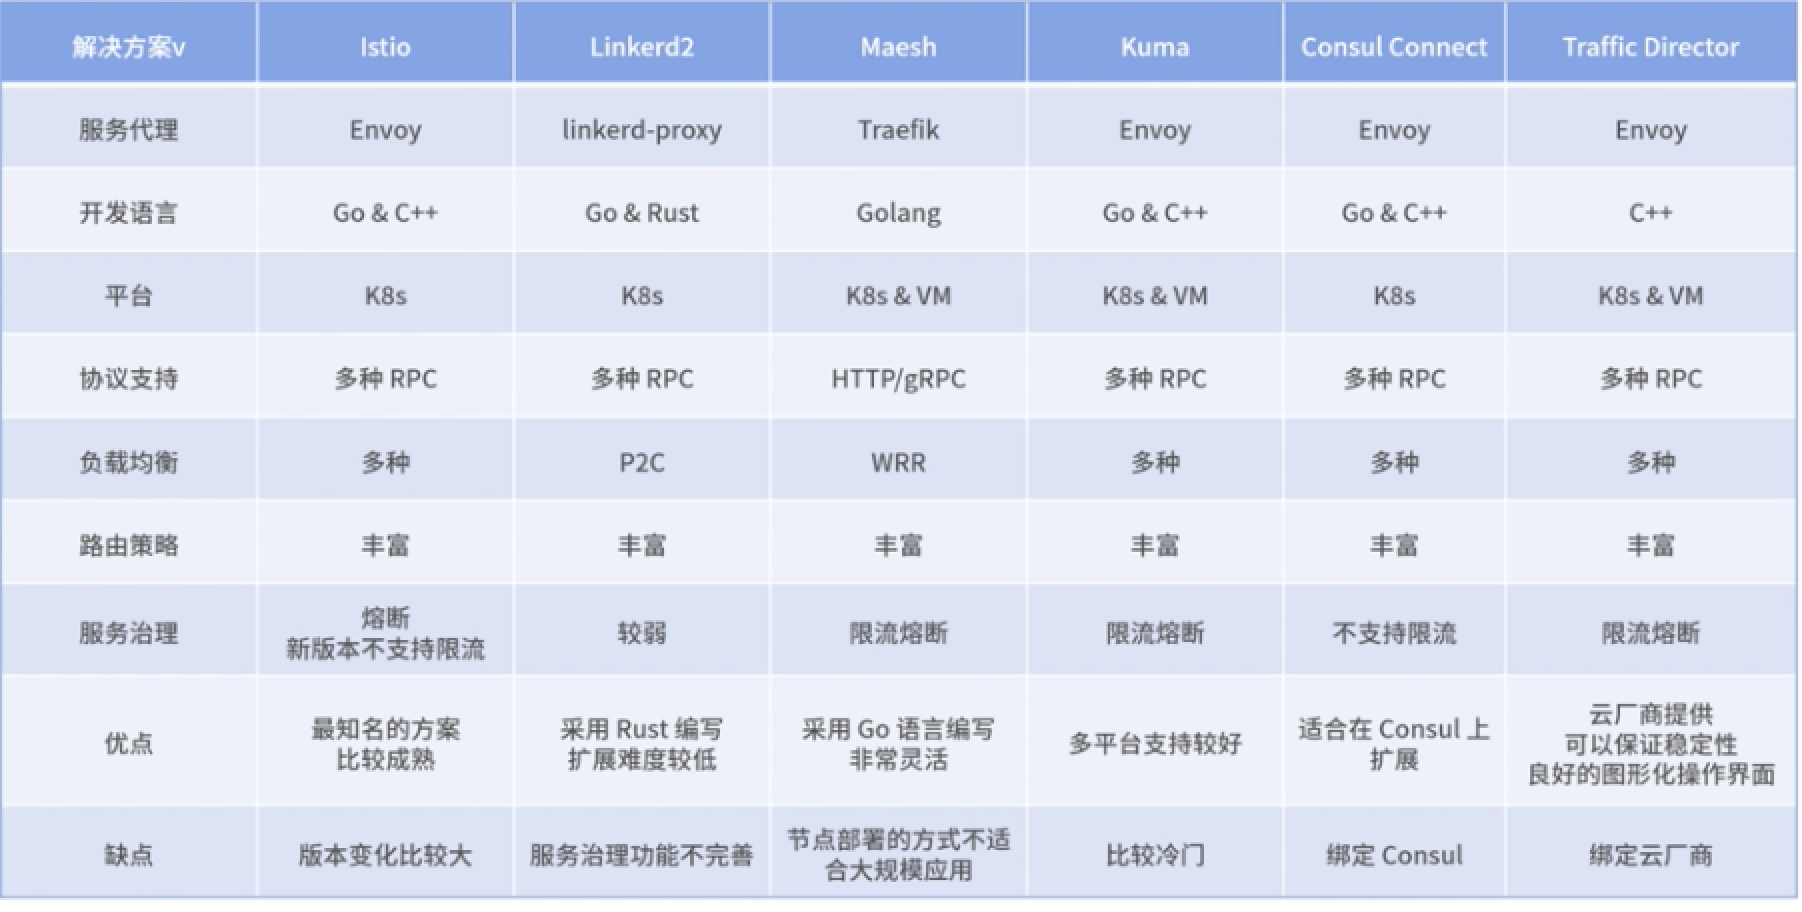 解决方案v Istio Linkerd2 Maesh Kuma Consul Connect Traffic Director
服务代理 Envoy linkerd-proxy Traefik Envoy Envoy Envoy
开发语言 Go & C++ Go & Rust Golang Go & C++ Go & C++ C++
平台 K8s K8s K8s & VM K8s & VM K8s K8s & VM
协议支持 多种 RPC 多种 RPC HTTP/gRPC 多种 RPC 多种 RPC 多种 RPC
负载均衡 多种 P2C WRR 多种 多种 多种
路由策略 丰富 丰富 丰富 丰富 丰富 丰富
服务治理
熔断
新版本不支持限流
较弱
限流熔断
限流熔断
不支持限流
限流熔断
优点
最知名的方案
比较成熟
采用 Rust 编写
扩展难度较低
采用 Go 语言编写
非常灵活
多平台支持较好
适合在 Consul 上
扩展
云厂商提供
可以保证稳定性
良好的图形化操作界面
缺点
版本变化比较大
服务治理功能不完善
节点部署的方式不适
合大规模应用
比较冷门
绑定 Consul
绑定云厂商